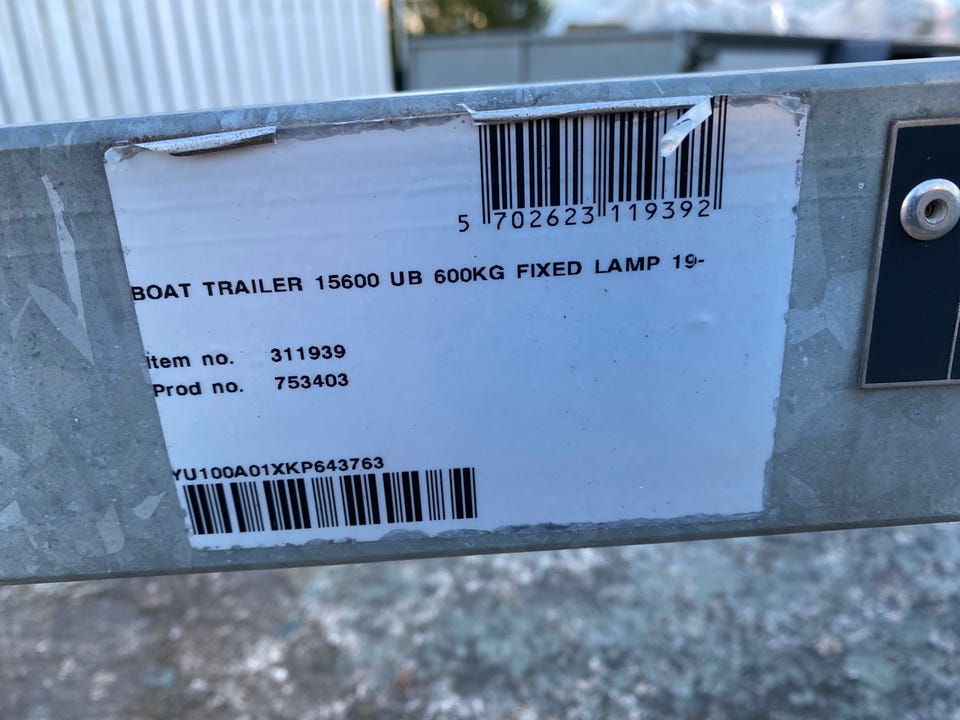 5 702623 119392
BOAT TRAILER 15600 UB 600KG FIXED LAMP 19-
Item no. 311939
Prod no. 753403
YU100A01XKP643763